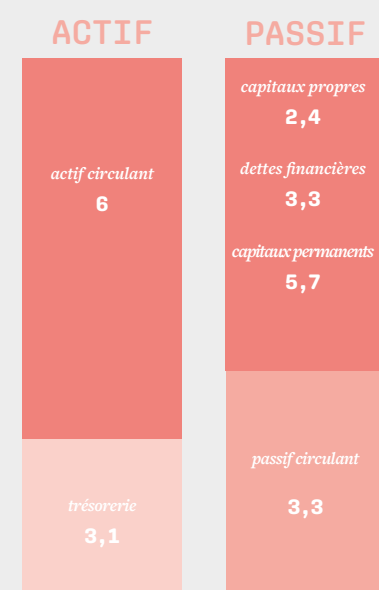 ACTIF
actif circulant
6
trésorerie
3,1
PASSIF
capitaux propres
2,4
dettes financières
3,3
capitaux permanents
5,7
passif circulant
3,3